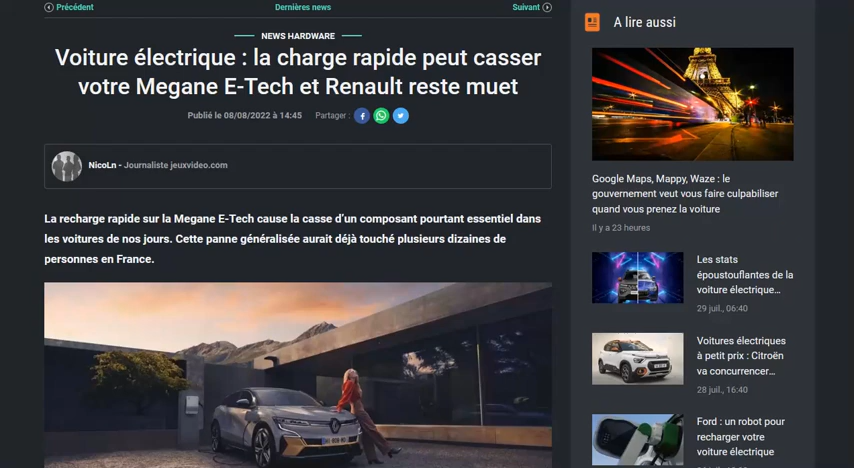 Précédent
Dernières news
Suivant
NEWS HARDWARE
Voiture électrique : la charge rapide peut casser
votre Megane E-Tech et Renault reste muet
Publié le 08/08/2022 à 14:45
Partager :
NicoLn - Journaliste jeuxvideo.com
La recharge rapide sur la Megane E-Tech cause la casse d'un composant pourtant essentiel dans
les voitures de nos jours. Cette panne généralisée aurait déjà touché plusieurs dizaines de
personnes en France.
A lire aussi
Google Maps, Mappy, Waze : le
gouvernement veut vous faire culpabiliser
quand vous prenez la voiture
Il y a 23 heures
Les stats
époustouflantes de la
voiture électrique...
29 juil., 06:40
Voitures électriques
à petit prix : Citroën
va concurrencer...
28 juil., 16:40
Ford : un robot pour
recharger votre
voiture électrique